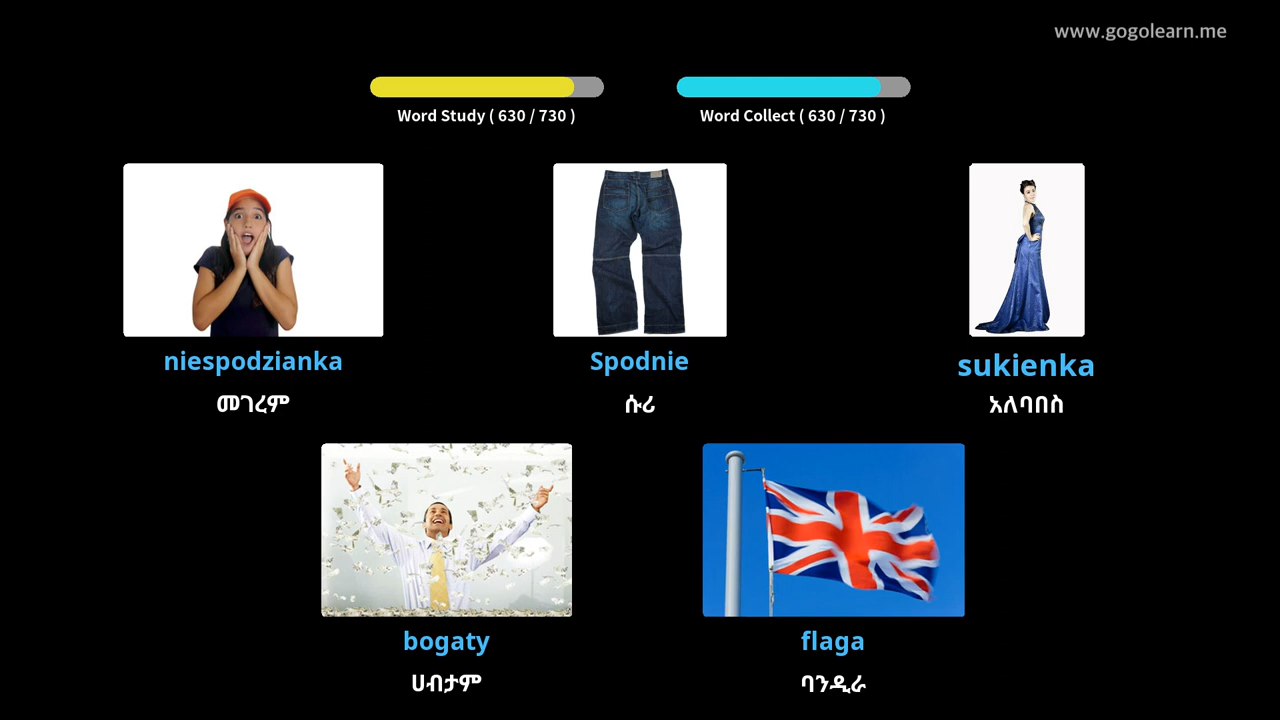 www.gogolearn.me
Word Study ( 630 / 730 )
Word Collect ( 630 / 730 )
niespodzianka
Spodnie
sukienka
መገረም
ሱሪ
አለባበስ
bogaty
flaga
ሀብታም
ባንዲራ